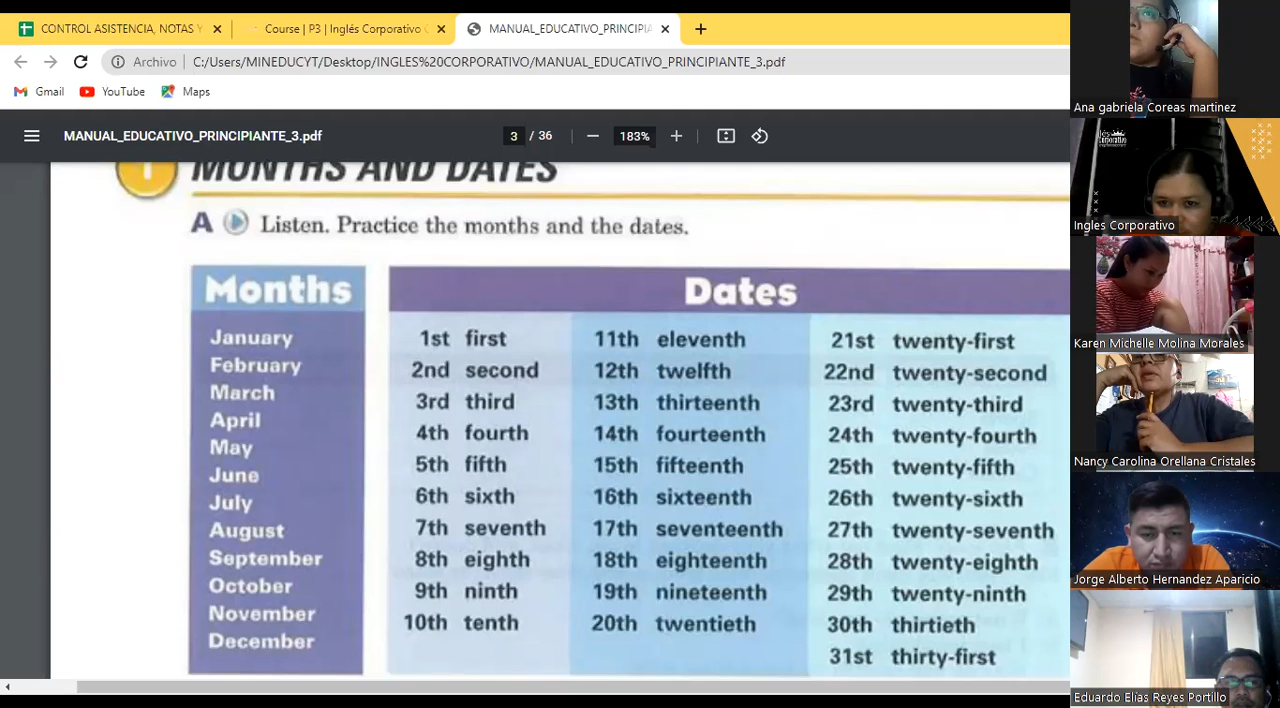 CONTROL ASISTENCIA, NOTAS Y
Course | P3 | Inglés Corporativo
MANUAL_EDUCATIVO_PRINCIPIA
Archivo C:/Users/MINEDUCYT/Desktop/INGLES%20CORPORATIVO/MANUAL_EDUCATIVO_PRINCIPIANTE_3.pdf
Gmail YouTube Maps
MANUAL_EDUCATIVO_PRINCIPIANTE_3.pdf 3 / 36 183%
1 MONTHS AND DATES
A Listen. Practice the months and the dates.
Months
January
February
March
April
May
June
July
August
September
October
November
December
Dates
1st first
2nd second
3rd third
4th fourth
5th fifth
6th sixth
7th seventh
8th eighth
9th ninth
10th tenth
11th eleventh
12th twelfth
13th thirteenth
14th fourteenth
15th fifteenth
16th sixteenth
17th seventeenth
18th eighteenth
19th nineteenth
20th twentieth
21st twenty-first
22nd twenty-second
23rd twenty-third
24th twenty-fourth
25th twenty-fifth
26th twenty-sixth
27th twenty-seventh
28th twenty-eighth
29th twenty-ninth
30th thirtieth
31st thirty-first
Ana gabriela Coreas martinez
Corporativo
Ingles Corporativo
Karen Michelle Molina Morales
Nancy Carolina Orellana Cristales
Jorge Alberto Hernandez Aparicio
Eduardo Elías Reyes Portillo